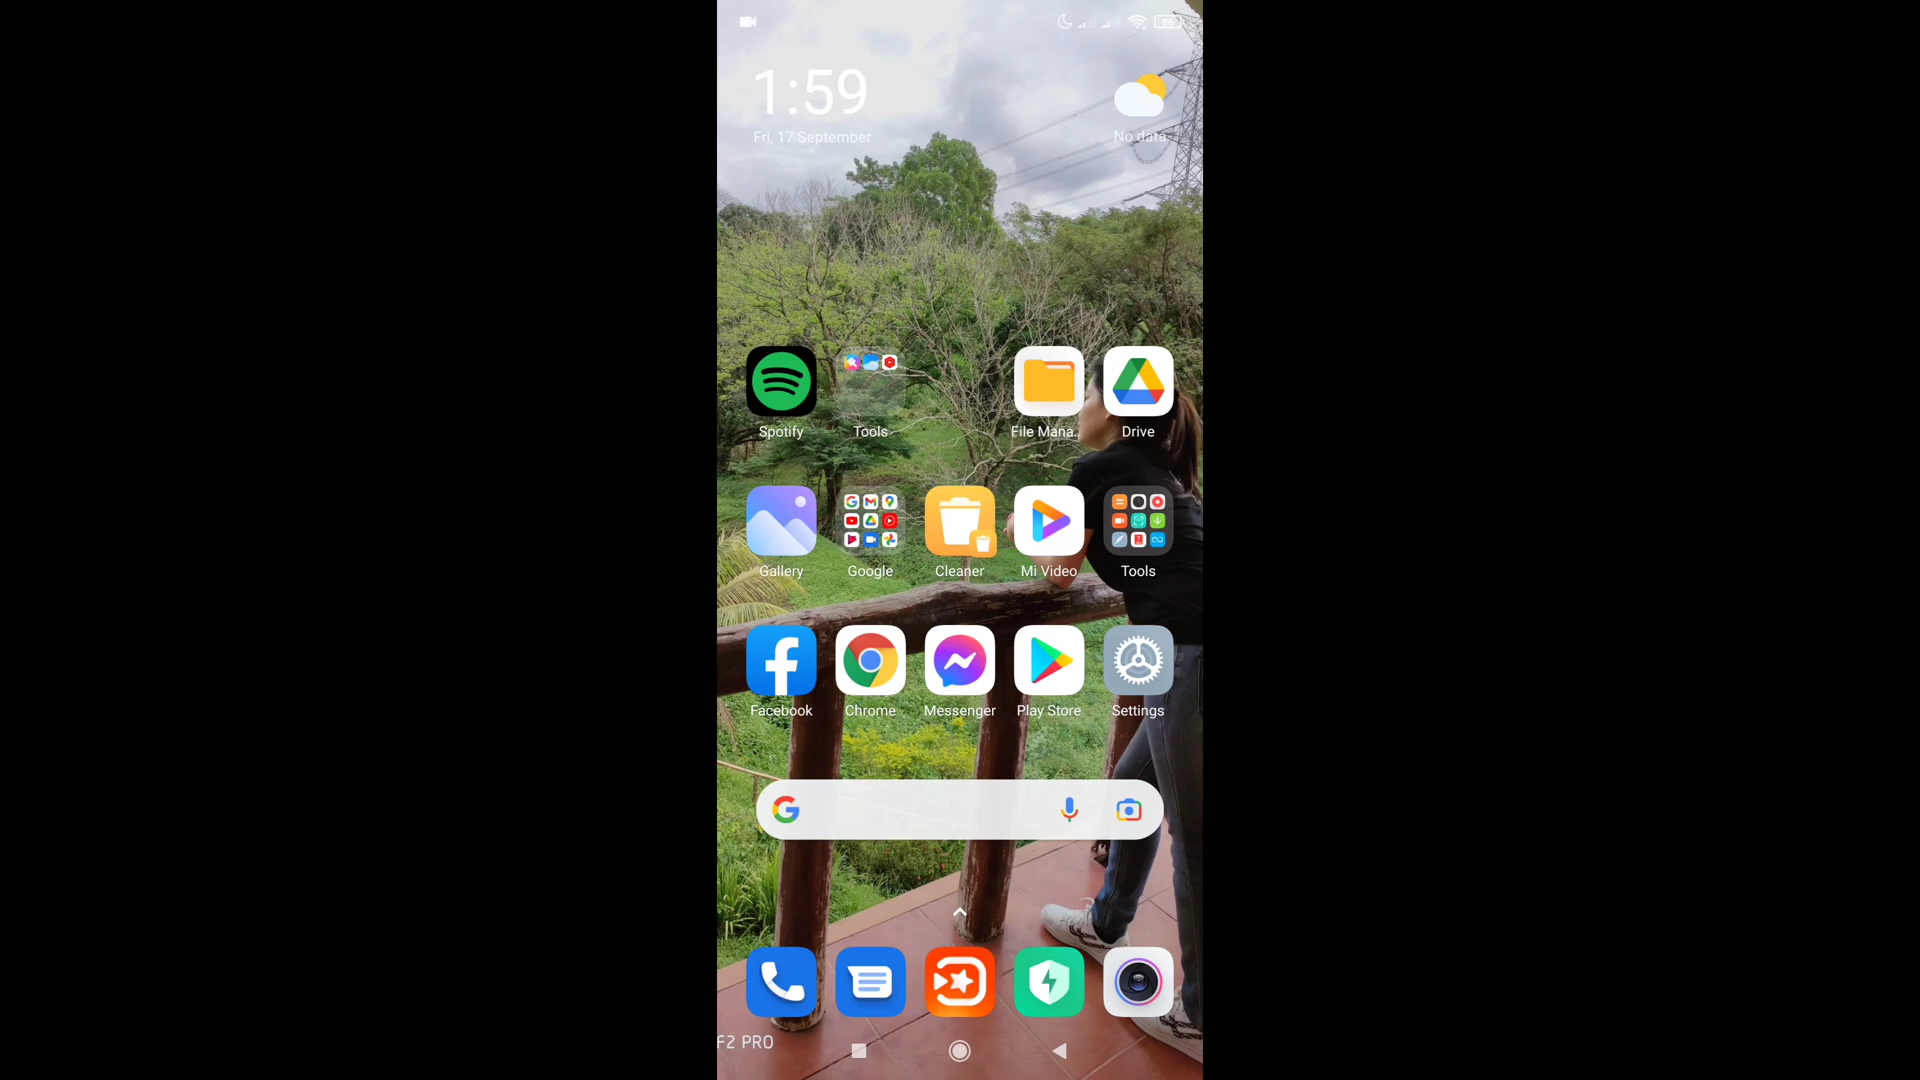 86
1:59
Fri, 17 September
No data
Spotify
Tools
File Mana..
Drive
Gallery
Google
Cleaner
Mi Video
Tools
Facebook
Chrome
Messenger
Play Store
Settings
F2 PRO